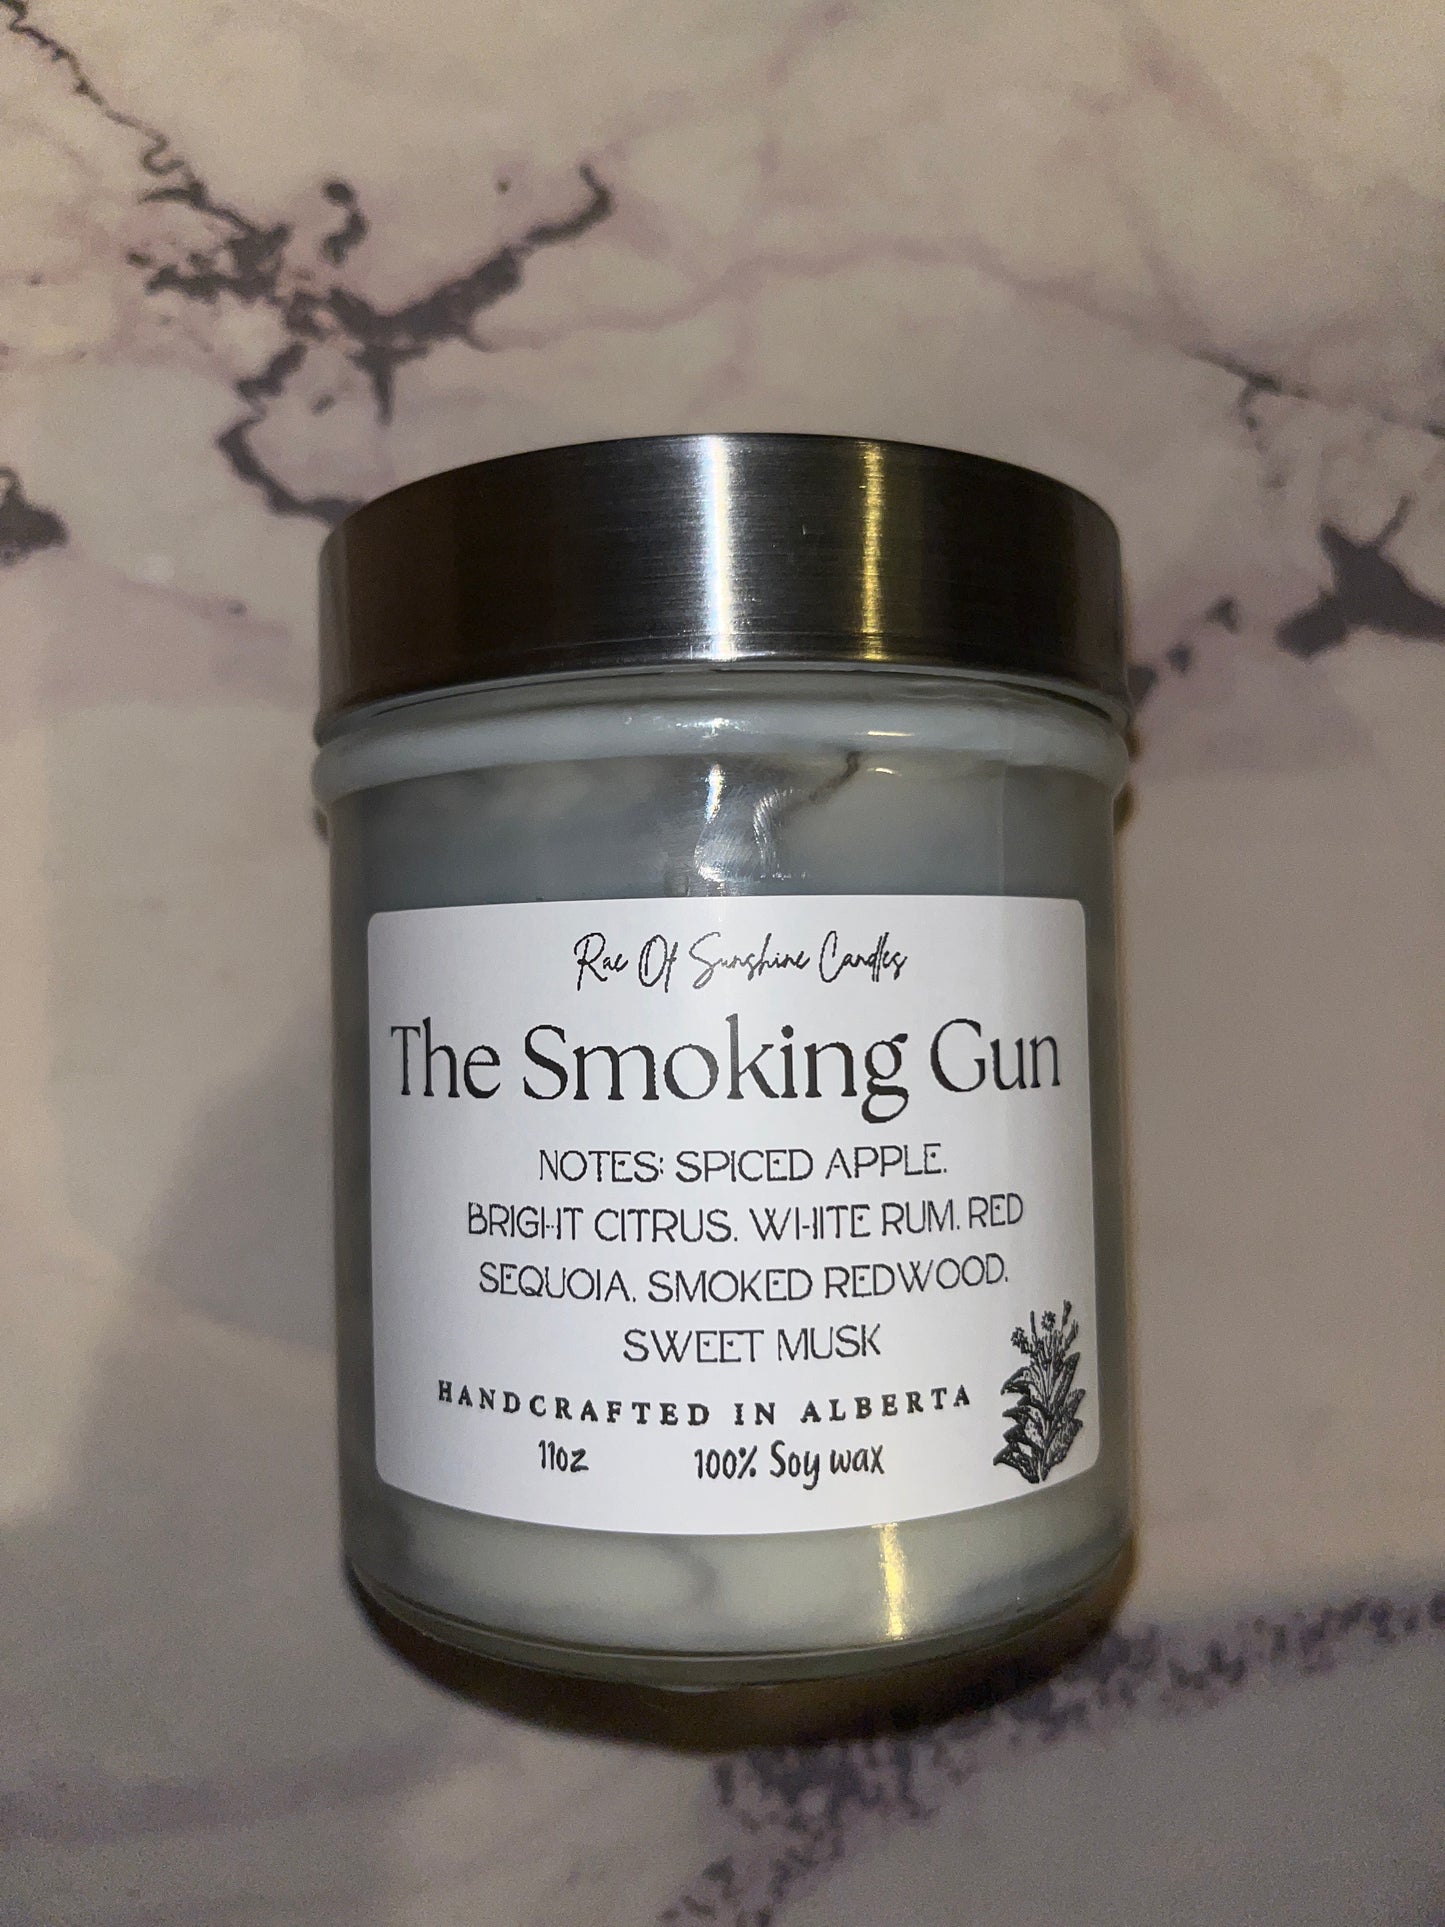 Rae Of Sunshine Candles
The Smoking Gun
NOTES: SPICED APPLE.
BRIGHT CITRUS. WHITE RUM. RED
SEQUOIA. SMOKED REDWOOD.
SWEET MUSK
HANDCRAFTED IN ALBERTA
11oz 100% Soy wax